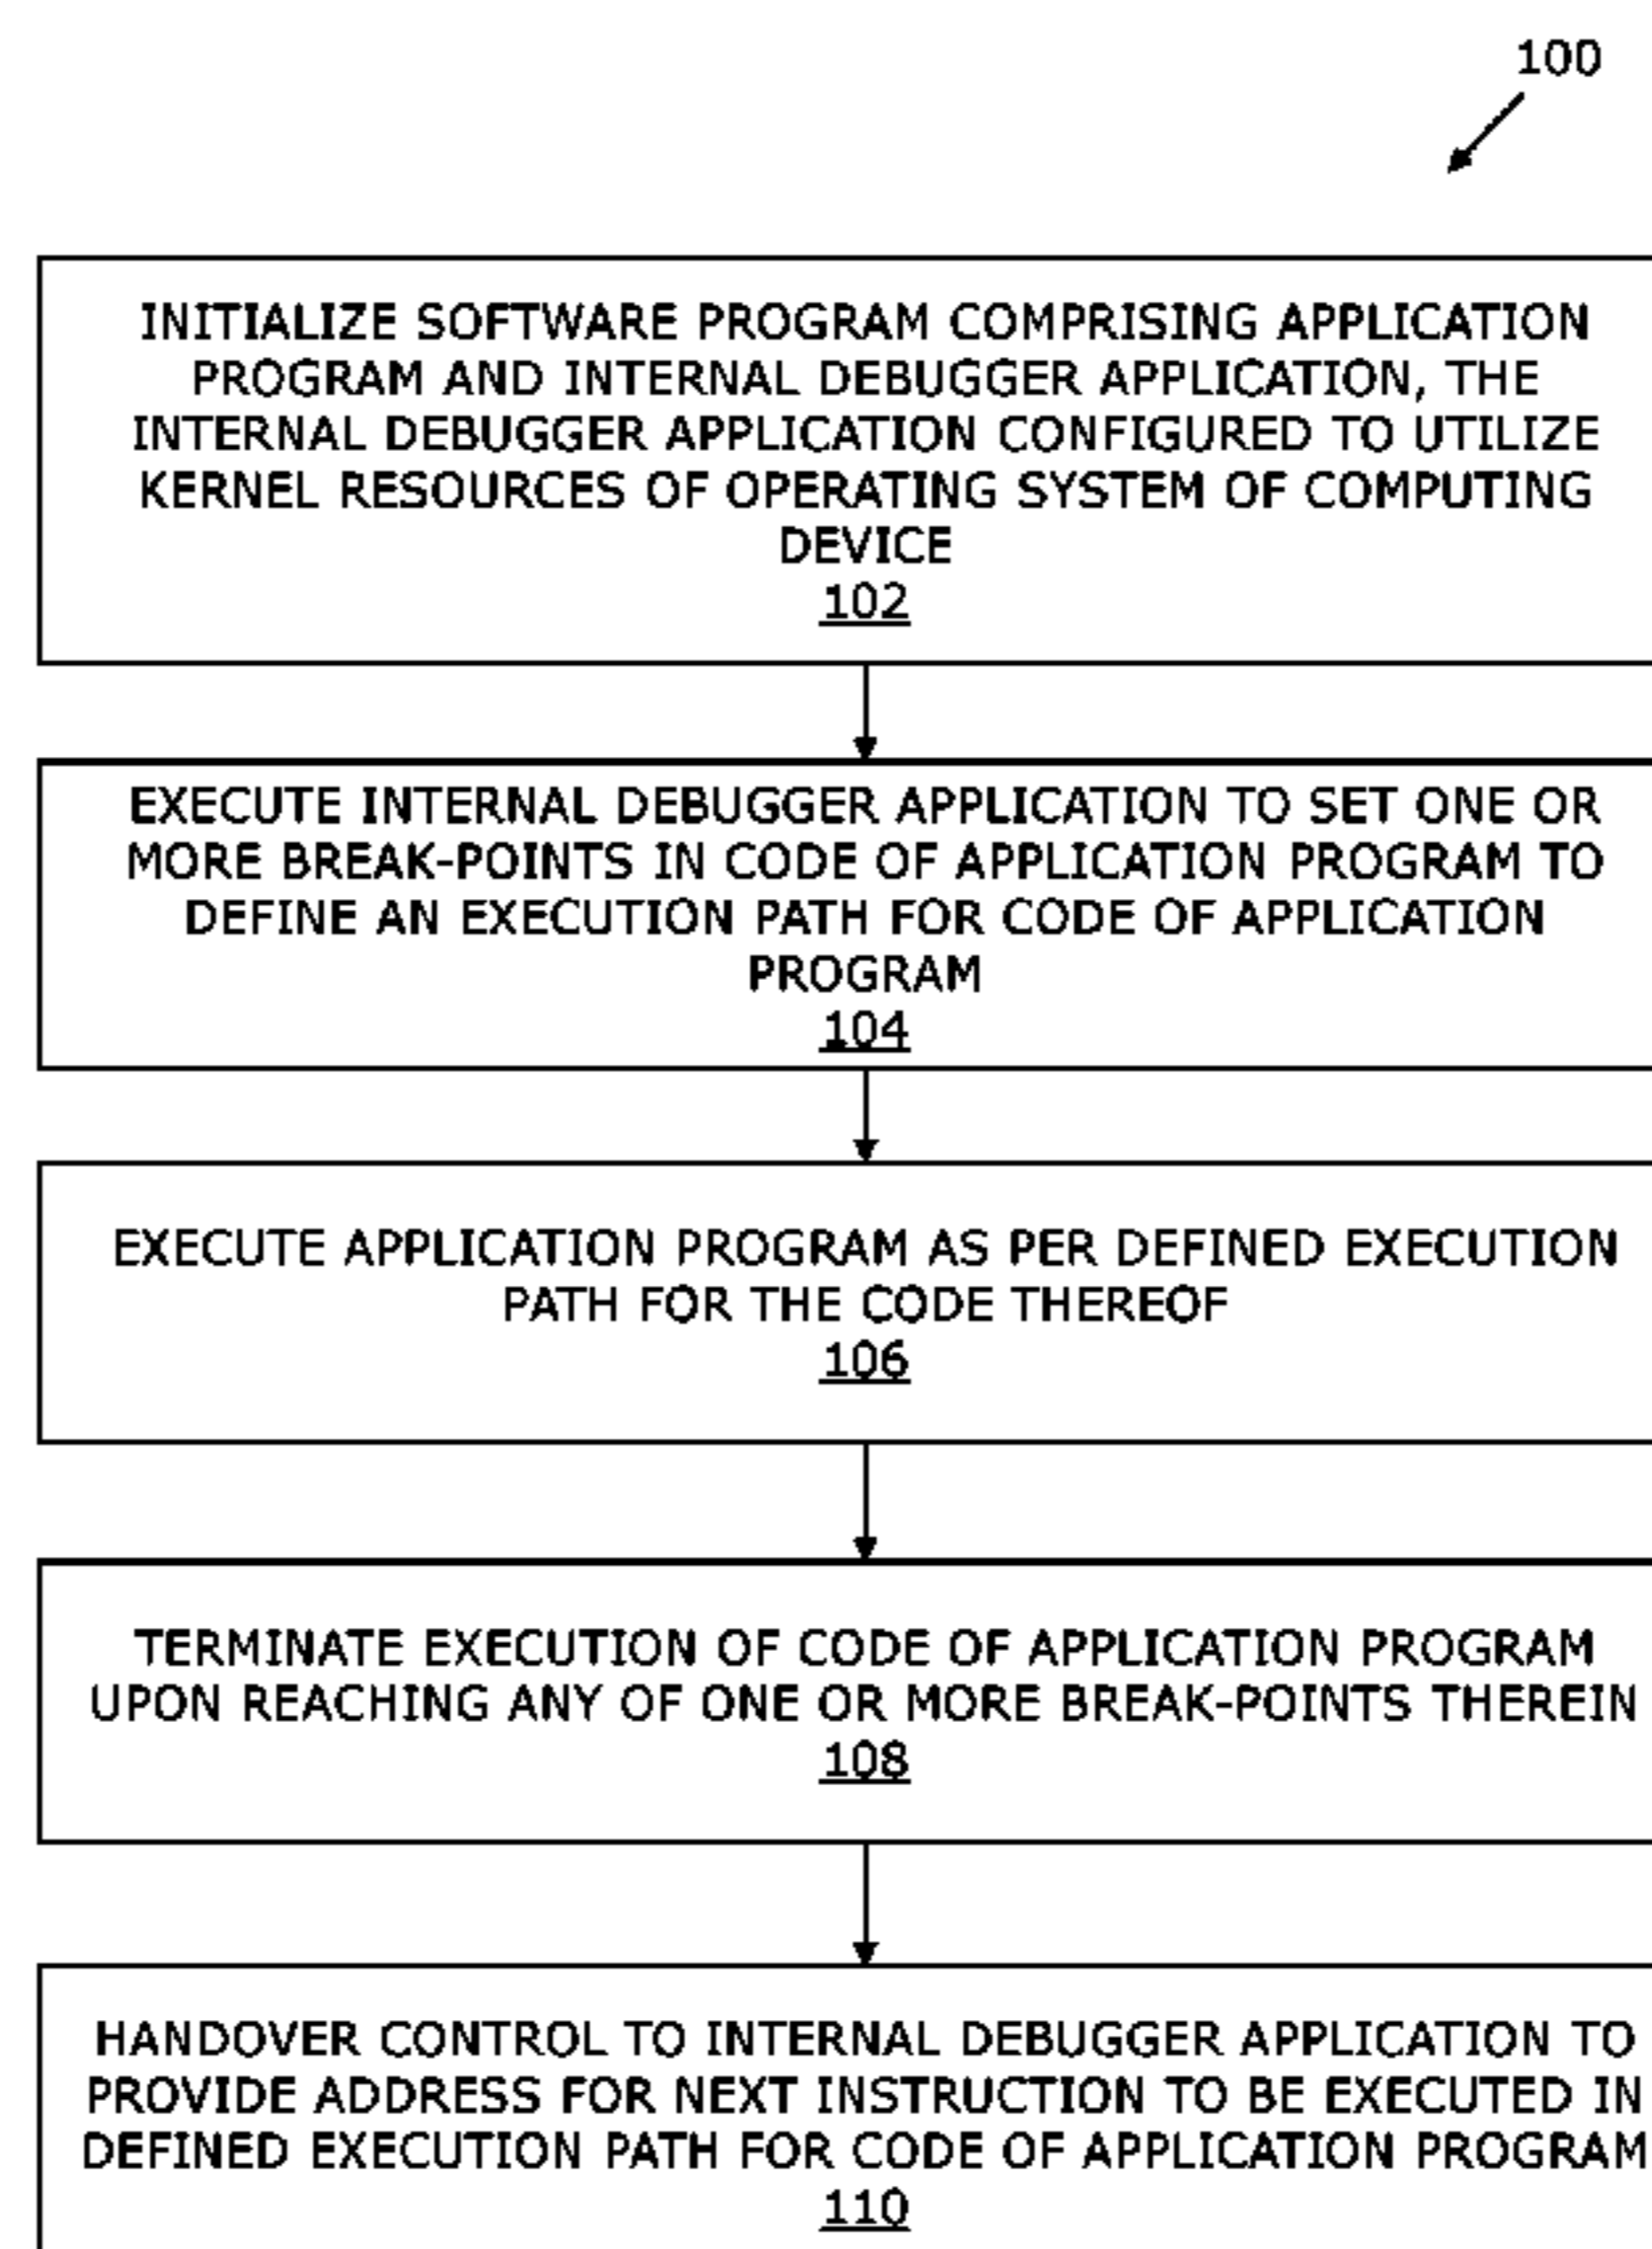 100
INITIALIZE SOFTWARE PROGRAM COMPRISING APPLICATION
PROGRAM AND INTERNAL DEBUGGER APPLICATION, THE
INTERNAL DEBUGGER APPLICATION CONFIGURED TO UTILIZE
KERNEL RESOURCES OF OPERATING SYSTEM OF COMPUTING
DEVICE
102
EXECUTE INTERNAL DEBUGGER APPLICATION TO SET ONE OR
MORE BREAK-POINTS IN CODE OF APPLICATION PROGRAM TO
DEFINE AN EXECUTION PATH FOR CODE OF APPLICATION
PROGRAM
104
EXECUTE APPLICATION PROGRAM AS PER DEFINED EXECUTION
PATH FOR THE CODE THEREOF
106
TERMINATE EXECUTION OF CODE OF APPLICATION PROGRAM
UPON REACHING ANY OF ONE OR MORE BREAK-POINTS THEREIN
108
HANDOVER CONTROL TO INTERNAL DEBUGGER APPLICATION TO
PROVIDE ADDRESS FOR NEXT INSTRUCTION TO BE EXECUTED IN
DEFINED EXECUTION PATH FOR CODE OF APPLICATION PROGRAM
110